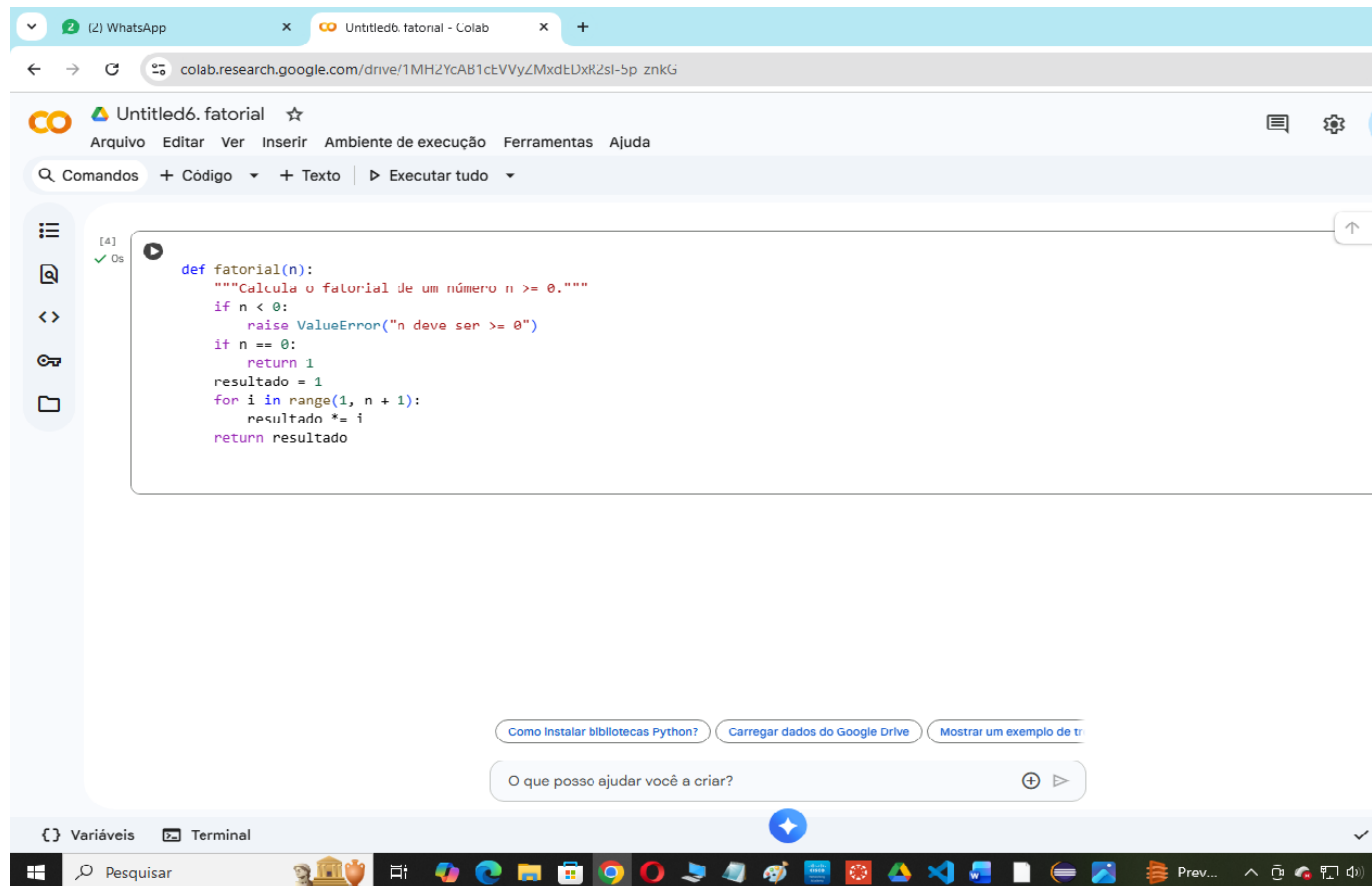 2 (2) WhatsApp
Untitled6. fatorial - Colab
colab.research.google.com/drive/1MH2YcAB1cEVVyZMxdEDxR2sl-5p_znkG
Untitled6. fatorial
Arquivo Editar Ver Inserir Ambiente de execução Ferramentas Ajuda
Comandos + Código + Texto Executar tudo
[4]
0s
def fatorial(n):
"""Calcula o fatorial de um número n >= 0."""
if n < 0:
raise ValueError("n deve ser >= 0")
if n == 0:
return 1
resultado = 1
for i in range(1, n + 1):
resultado *= i
return resultado
Como instalar bibliotecas Python? Carregar dados do Google Drive Mostrar um exemplo de tr
O que posso ajudar você a criar?
{} Variáveis Terminal
Pesquisar Prev...